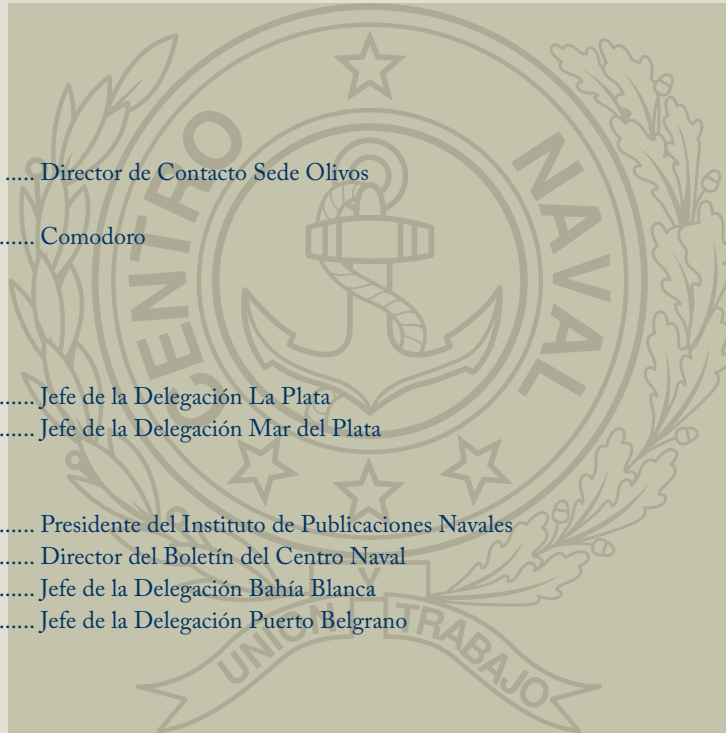 CENTRO NAVAL
..... Director de Contacto Sede Olivos
...... Comodoro
...... Jefe de la Delegación La Plata
...... Jefe de la Delegación Mar del Plata
...... Presidente del Instituto de Publicaciones Navales
...... Director del Boletín del Centro Naval
...... Jefe de la Delegación Bahía Blanca
...... Jefe de la Delegación Puerto Belgrano
UNION Y TRABAJO